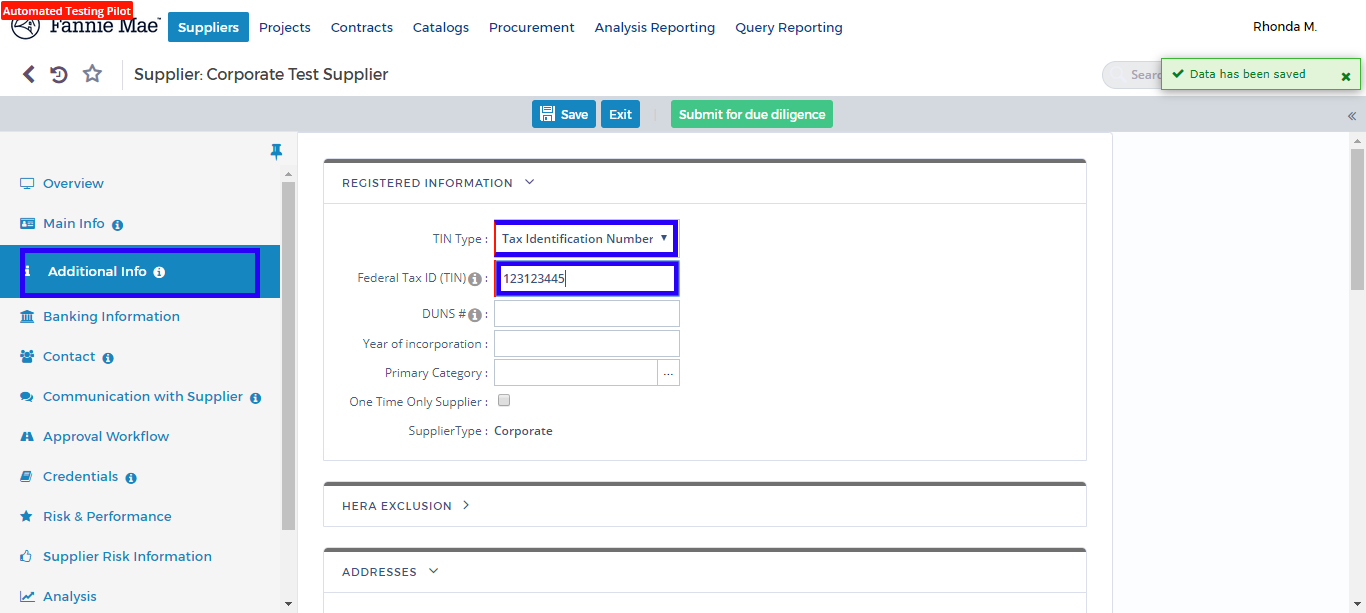 Automated Testing Pilot
Fannie Mae
Suppliers Projects Contracts Catalogs Procurement Analysis Reporting Query Reporting
Rhonda M.
Supplier: Corporate Test Supplier
Data has been saved
Save Exit Submit for due diligence
Overview
Main Info
Additional Info
Banking Information
Contact
Communication with Supplier
Approval Workflow
Credentials
Risk & Performance
Supplier Risk Information
Analysis
REGISTERED INFORMATION
TIN Type : Tax Identification Number
Federal Tax ID (TIN) : 123123445
DUNS # :
Year of incorporation :
Primary Category : ...
One Time Only Supplier :
SupplierType : Corporate
HERA EXCLUSION
ADDRESSES